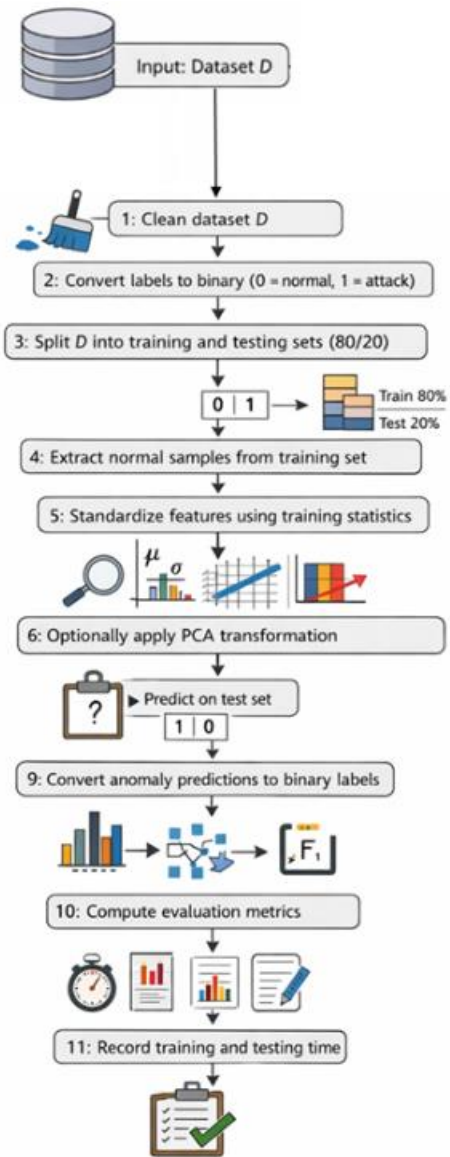 Input: Dataset D
1: Clean dataset D
2: Convert labels to binary (0 = normal, 1 = attack)
3: Split D into training and testing sets (80/20)
0 | 1
Train 80%
Test 20%
4: Extract normal samples from training set
5: Standardize features using training statistics
μ
σ
6: Optionally apply PCA transformation
?
Predict on test set
1 | 0
9: Convert anomaly predictions to binary labels
F₁
10: Compute evaluation metrics
11: Record training and testing time